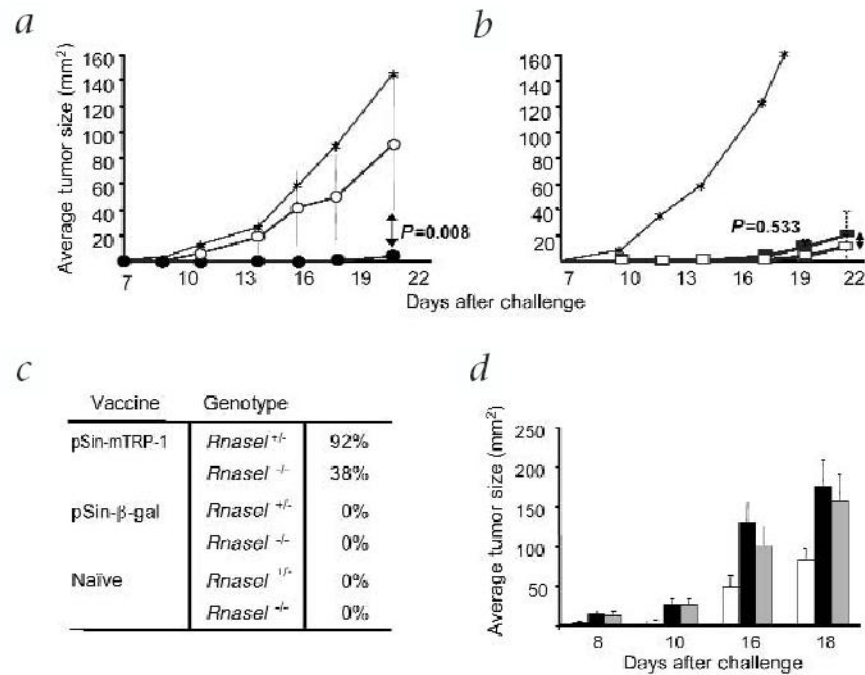 a
Average tumor size (mm²)
160
140
120
100
80
60
40
20
P=0.008
7 10 13 16 19 22
b
160
140
120
100
80
60
40
20
P=0.533
7 10 13 16 19 22
Days after challenge
c
Vaccine Genotype
pSin-mTRP-1 Rnasel +/- 92%
Rnasel -/- 38%
pSin-β-gal Rnasel +/- 0%
Rnasel -/- 0%
Naïve Rnasel +/- 0%
Rnasel -/- 0%
d
Average tumor size (mm²)
250
200
150
100
50
8 10 16 18
Days after challenge